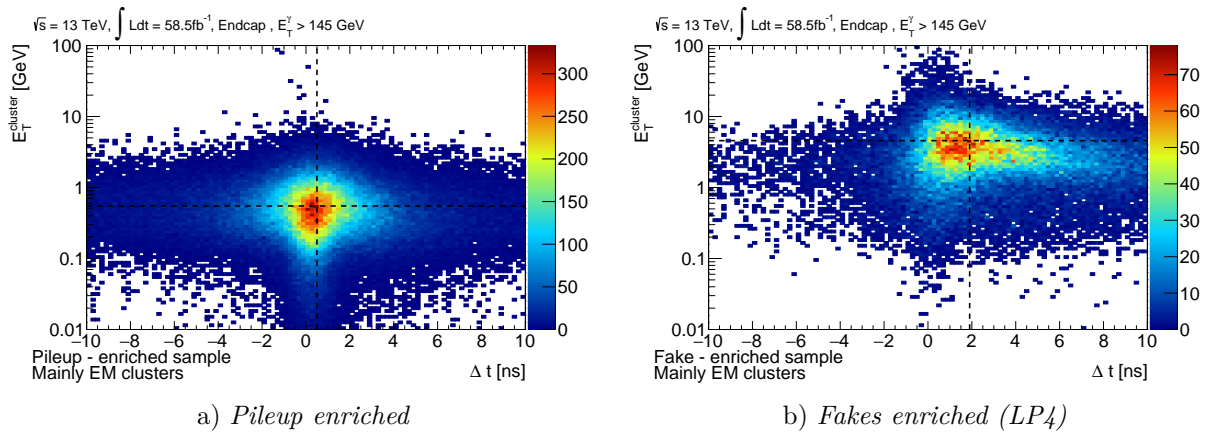 √s = 13 TeV, ∫ Ldt = 58.5fb⁻¹, Endcap , E_T^γ > 145 GeV
E_T^cluster [GeV]
100
10
1
0.1
0.01
−10 −8 −6 −4 −2 0 2 4 6 8 10
300
250
200
150
100
50
0
Pileup - enriched sample
Mainly EM clusters
Δ t [ns]
a) Pileup enriched
√s = 13 TeV, ∫ Ldt = 58.5fb⁻¹, Endcap , E_T^γ > 145 GeV
E_T^cluster [GeV]
100
10
1
0.1
0.01
−10 −8 −6 −4 −2 0 2 4 6 8 10
70
60
50
40
30
20
10
0
Fake - enriched sample
Mainly EM clusters
Δ t [ns]
b) Fakes enriched (LP4)